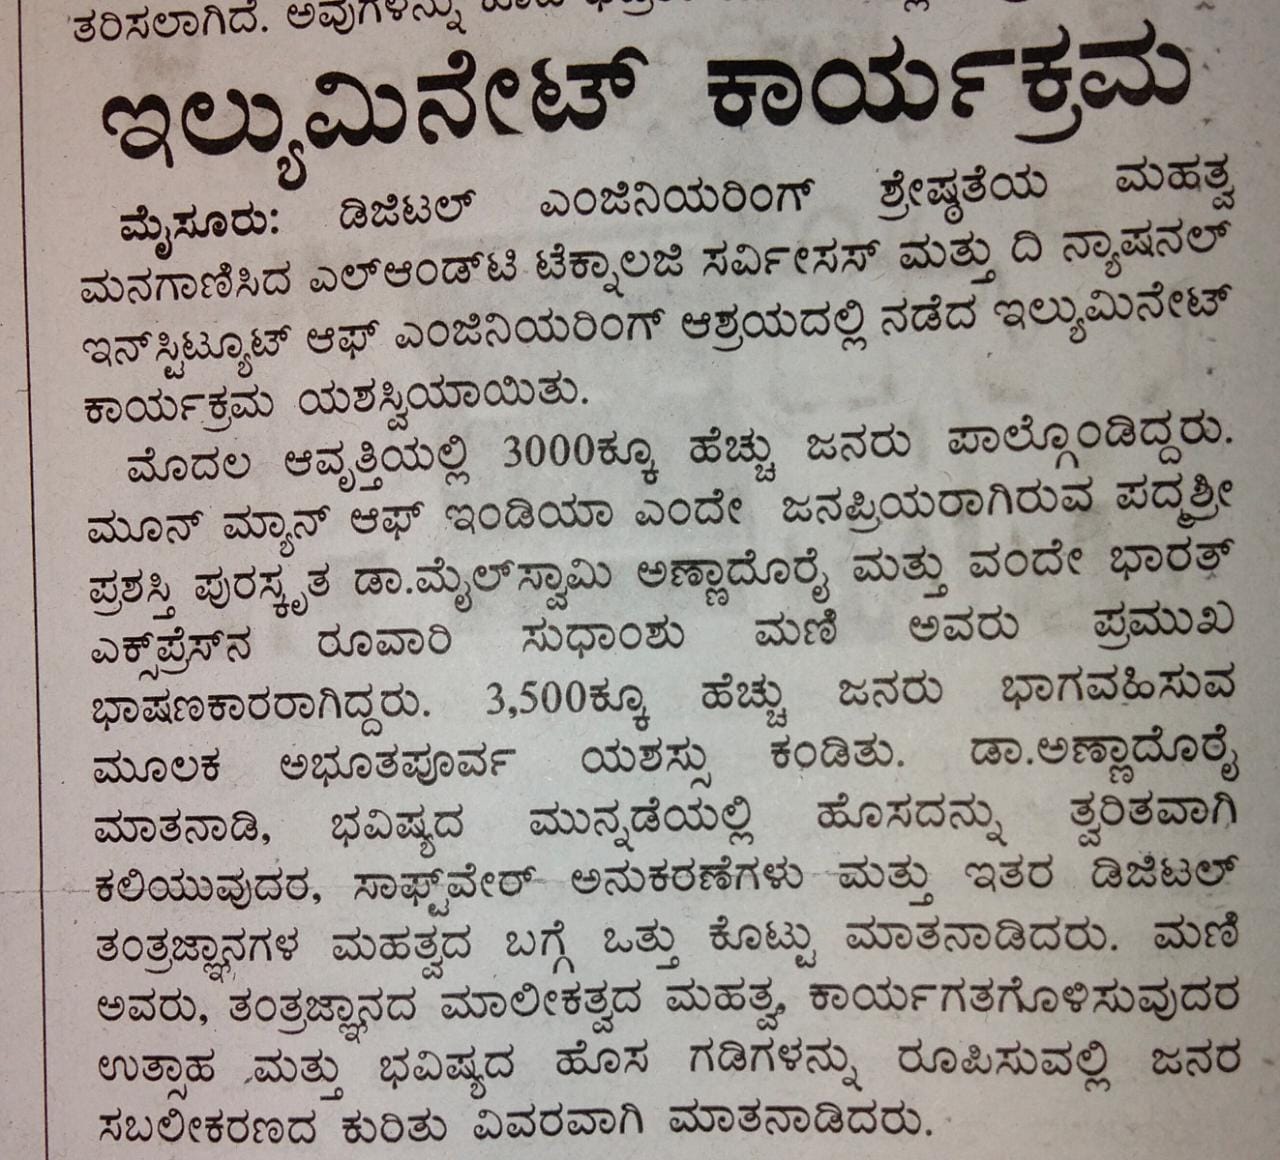 ತರಿಸಲಾಗಿದೆ. ಅವುಗಳನ್ನು
ಇಲ್ಯುಮಿನೇಟ್ ಕಾರ್ಯಕ್ರಮ
ಮೈಸೂರು: ಡಿಜಿಟಲ್ ಎಂಜಿನಿಯರಿಂಗ್ ಶ್ರೇಷ್ಠತೆಯ ಮಹತ್ವ
ಮನಗಾಣಿಸಿದ ಎಲ್‌ಆಂಡ್‌ಟಿ ಟೆಕ್ನಾಲಜಿ ಸರ್ವೀಸಸ್ ಮತ್ತು ದಿ ನ್ಯಾಷನಲ್
ಇನ್‌ಸ್ಟಿಟ್ಯೂಟ್ ಆಫ್ ಎಂಜಿನಿಯರಿಂಗ್ ಆಶ್ರಯದಲ್ಲಿ ನಡೆದ ಇಲ್ಯುಮಿನೇಟ್
ಕಾರ್ಯಕ್ರಮ ಯಶಸ್ವಿಯಾಯಿತು.
ಮೊದಲ ಆವೃತ್ತಿಯಲ್ಲಿ 3000ಕ್ಕೂ ಹೆಚ್ಚು ಜನರು ಪಾಲ್ಗೊಂಡಿದ್ದರು.
ಮೂನ್ ಮ್ಯಾನ್ ಆಫ್ ಇಂಡಿಯಾ ಎಂದೇ ಜನಪ್ರಿಯರಾಗಿರುವ ಪದ್ಮಶ್ರೀ
ಪ್ರಶಸ್ತಿ ಪುರಸ್ಕೃತ ಡಾ.ಮೈಲ್‌ಸ್ವಾಮಿ ಅಣ್ಣಾದೊರೈ ಮತ್ತು ವಂದೇ ಭಾರತ್
ಎಕ್ಸ್‌ಪ್ರೆಸ್‌ನ ರೂವಾರಿ ಸುಧಾಂಶು ಮಣಿ ಅವರು ಪ್ರಮುಖ
ಭಾಷಣಕಾರರಾಗಿದ್ದರು. 3,500ಕ್ಕೂ ಹೆಚ್ಚು ಜನರು ಭಾಗವಹಿಸುವ
ಮೂಲಕ ಅಭೂತಪೂರ್ವ ಯಶಸ್ಸು ಕಂಡಿತು. ಡಾ.ಅಣ್ಣಾದೊರೈ
ಮಾತನಾಡಿ, ಭವಿಷ್ಯದ ಮುನ್ನಡೆಯಲ್ಲಿ ಹೊಸದನ್ನು ತ್ವರಿತವಾಗಿ
ಕಲಿಯುವುದರ, ಸಾಫ್ಟ್‌ವೇರ್ ಅನುಕರಣೆಗಳು ಮತ್ತು ಇತರ ಡಿಜಿಟಲ್
ತಂತ್ರಜ್ಞಾನಗಳ ಮಹತ್ವದ ಬಗ್ಗೆ ಒತ್ತು ಕೊಟ್ಟು ಮಾತನಾಡಿದರು. ಮಣಿ
ಅವರು, ತಂತ್ರಜ್ಞಾನದ ಮಾಲೀಕತ್ವದ ಮಹತ್ವ, ಕಾರ್ಯಗತಗೊಳಿಸುವುದರ
ಉತ್ಸಾಹ ಮತ್ತು ಭವಿಷ್ಯದ ಹೊಸ ಗಡಿಗಳನ್ನು ರೂಪಿಸುವಲ್ಲಿ ಜನರ
ಸಬಲೀಕರಣದ ಕುರಿತು ವಿವರವಾಗಿ ಮಾತನಾಡಿದರು.